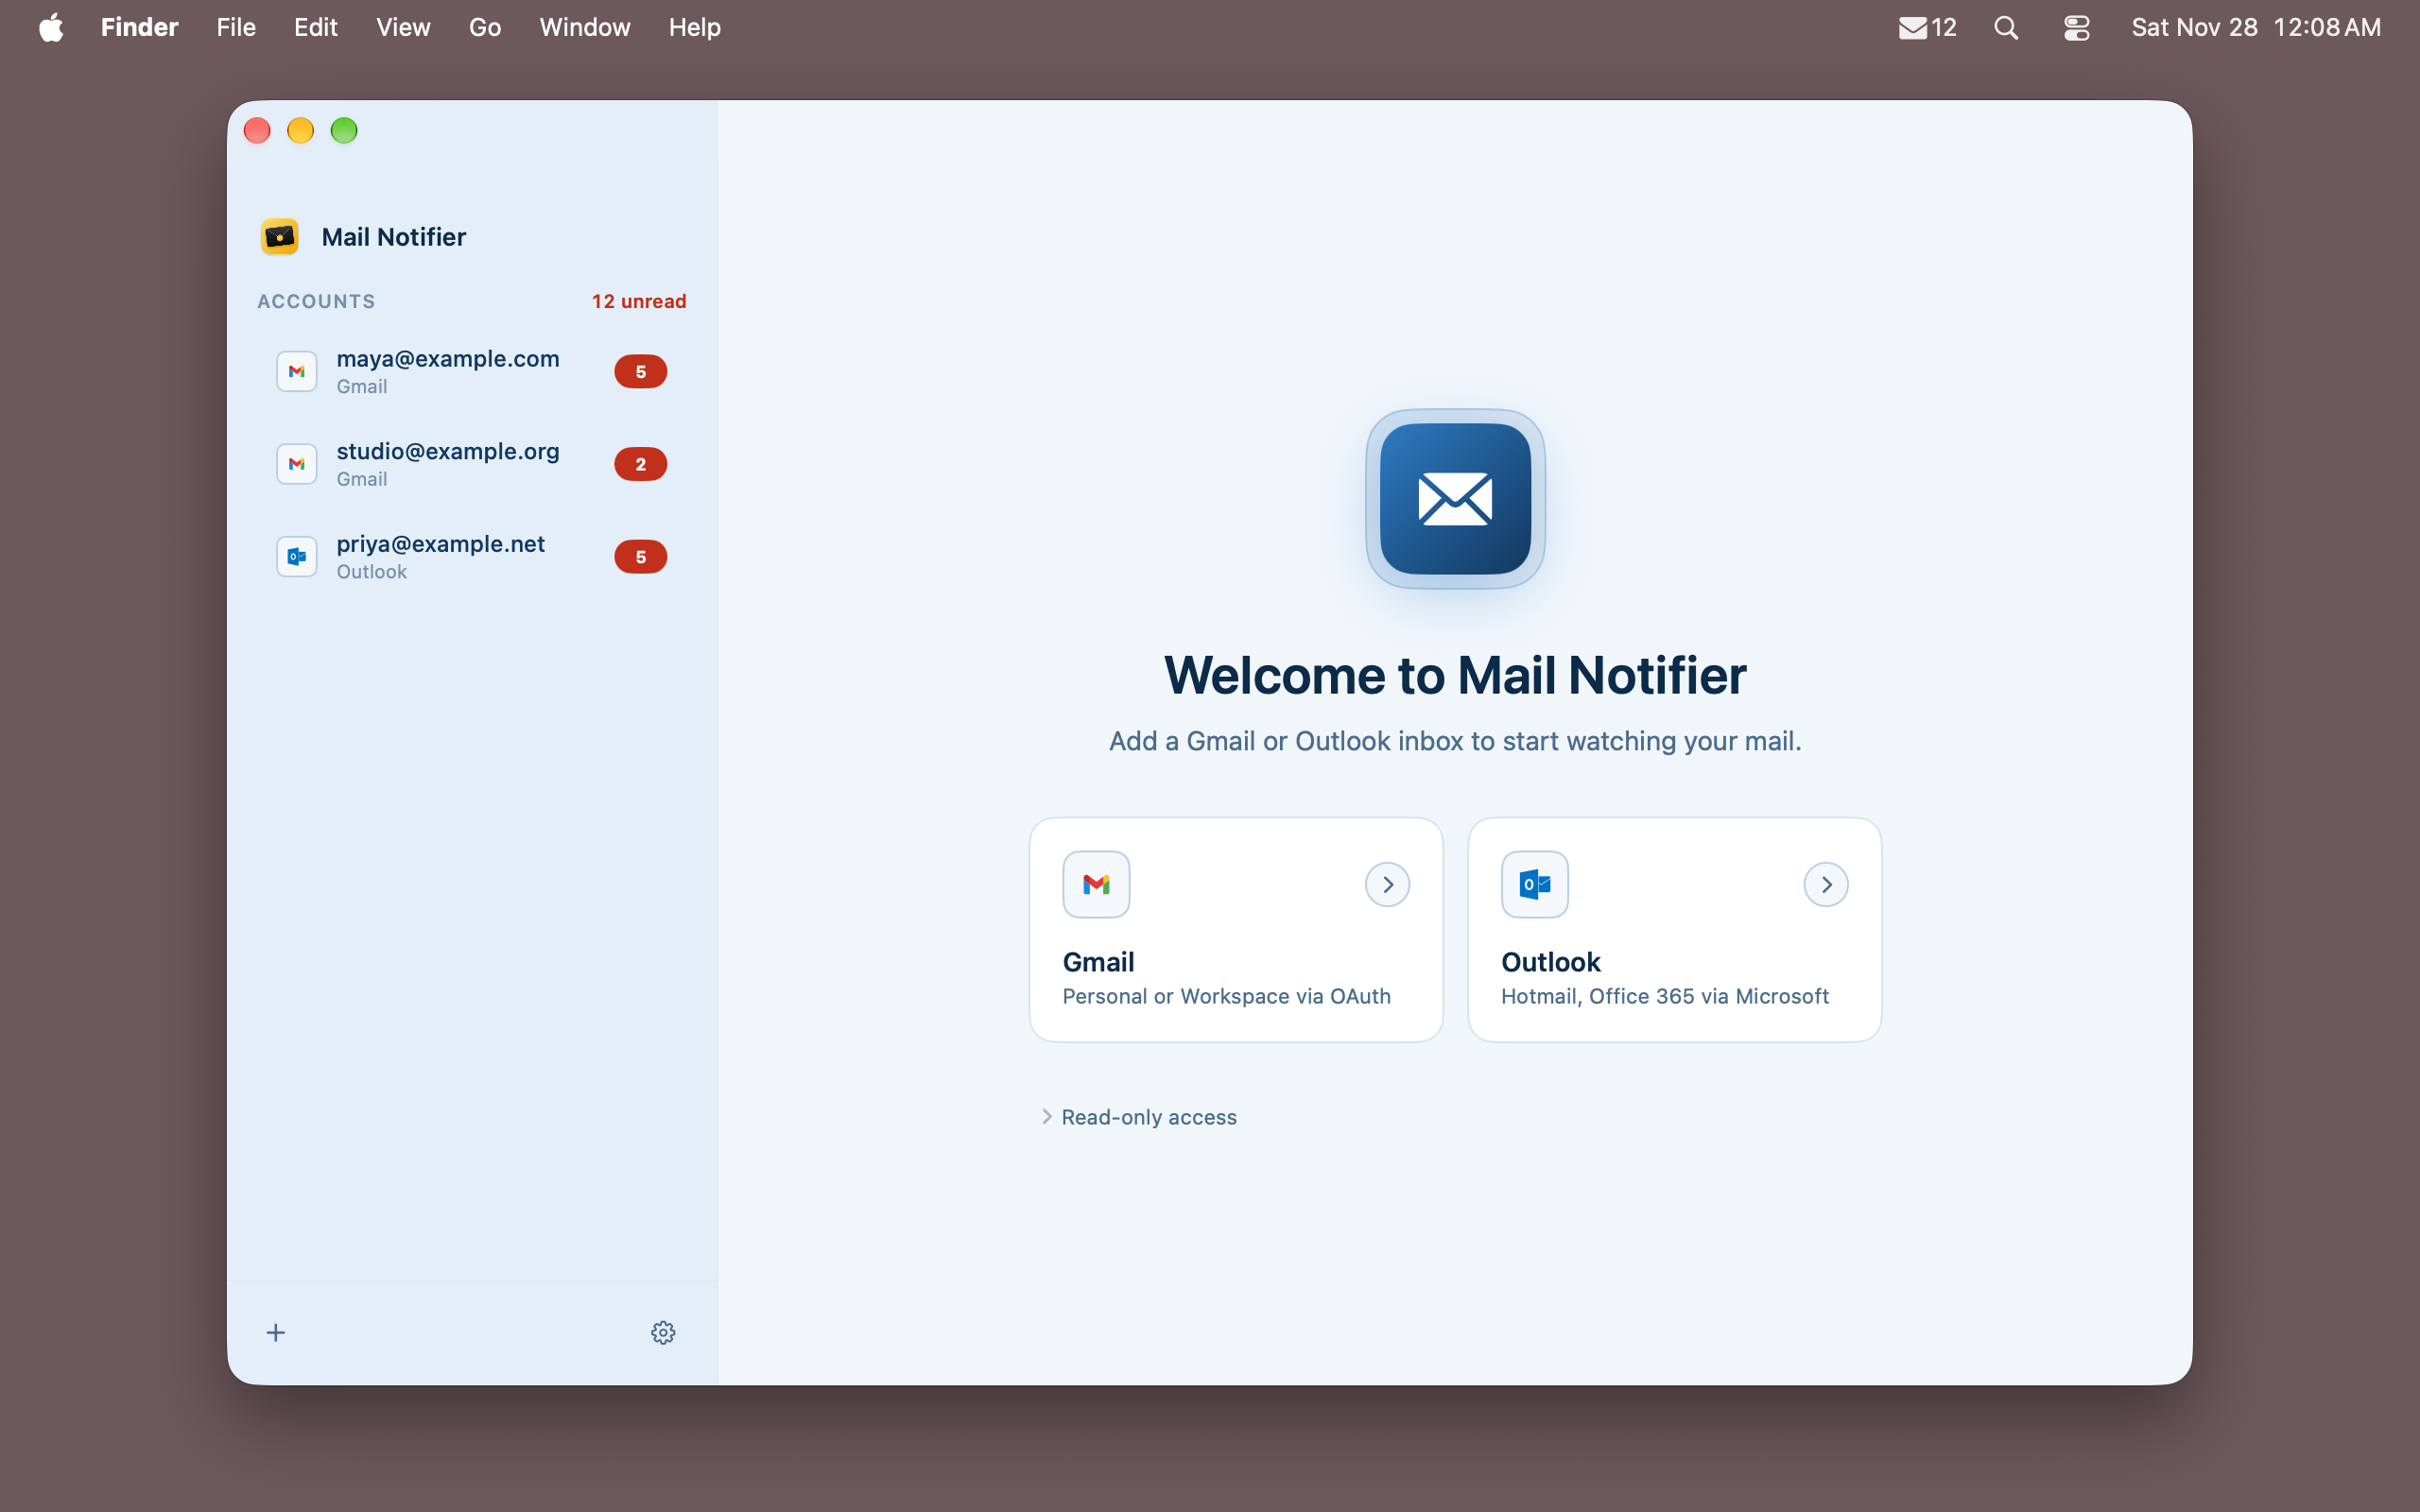 Finder File Edit View Go Window Help 12 Sat Nov 28 12:08 AM
Mail Notifier
ACCOUNTS 12 unread
maya@example.com 5
Gmail
studio@example.org 2
Gmail
priya@example.net 5
Outlook
Welcome to Mail Notifier
Add a Gmail or Outlook inbox to start watching your mail.
Gmail
Personal or Workspace via OAuth
Outlook
Hotmail, Office 365 via Microsoft
Read-only access